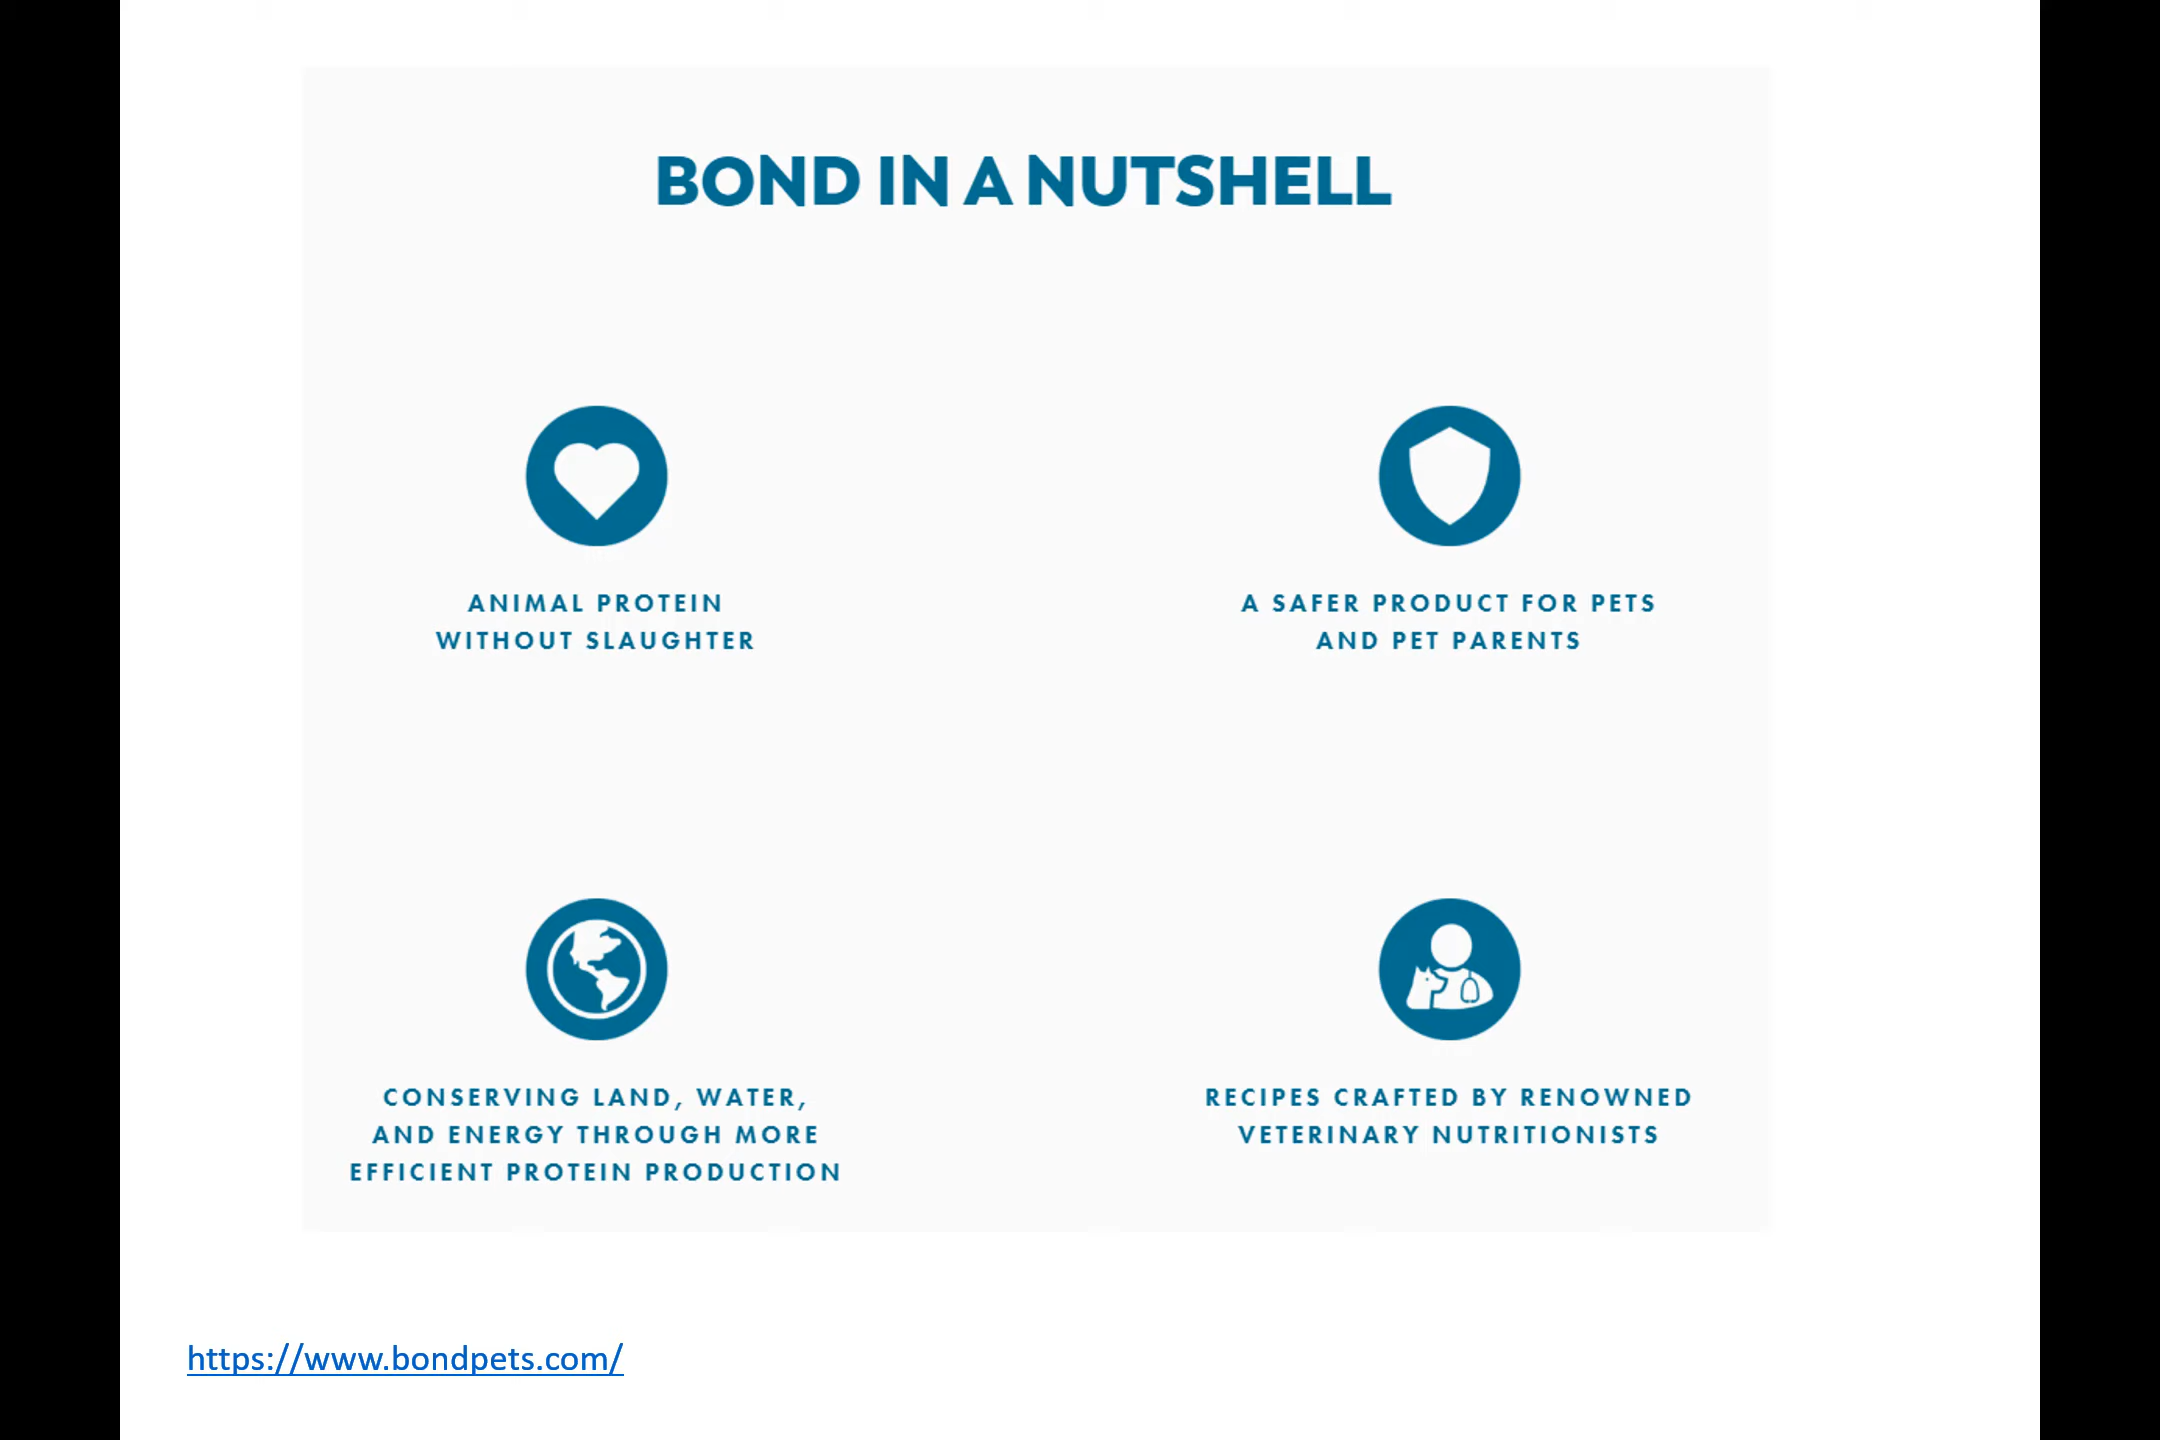 BOND IN A NUTSHELL
ANIMAL PROTEIN
WITHOUT SLAUGHTER
A SAFER PRODUCT FOR PETS
AND PET PARENTS
CONSERVING LAND, WATER,
AND ENERGY THROUGH MORE
EFFICIENT PROTEIN PRODUCTION
RECIPES CRAFTED BY RENOWNED
VETERINARY NUTRITIONISTS
https://www.bondpets.com/